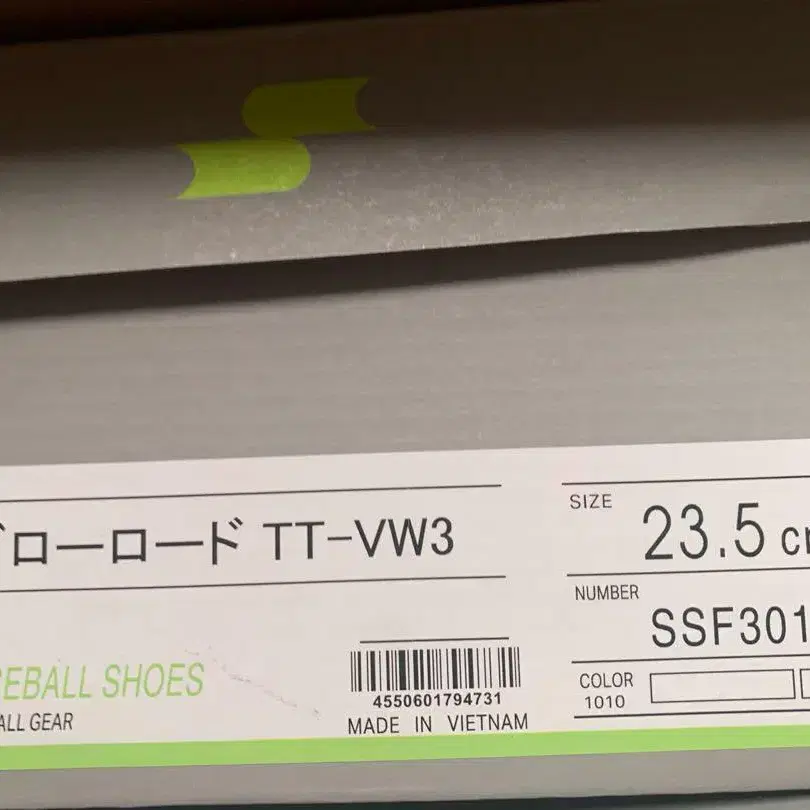 ローロード TT-VW3
SIZE
23.5
NUMBER
SSF301
EBALL SHOES
ALL GEAR
4550601794731
MADE IN VIETNAM
COLOR
1010